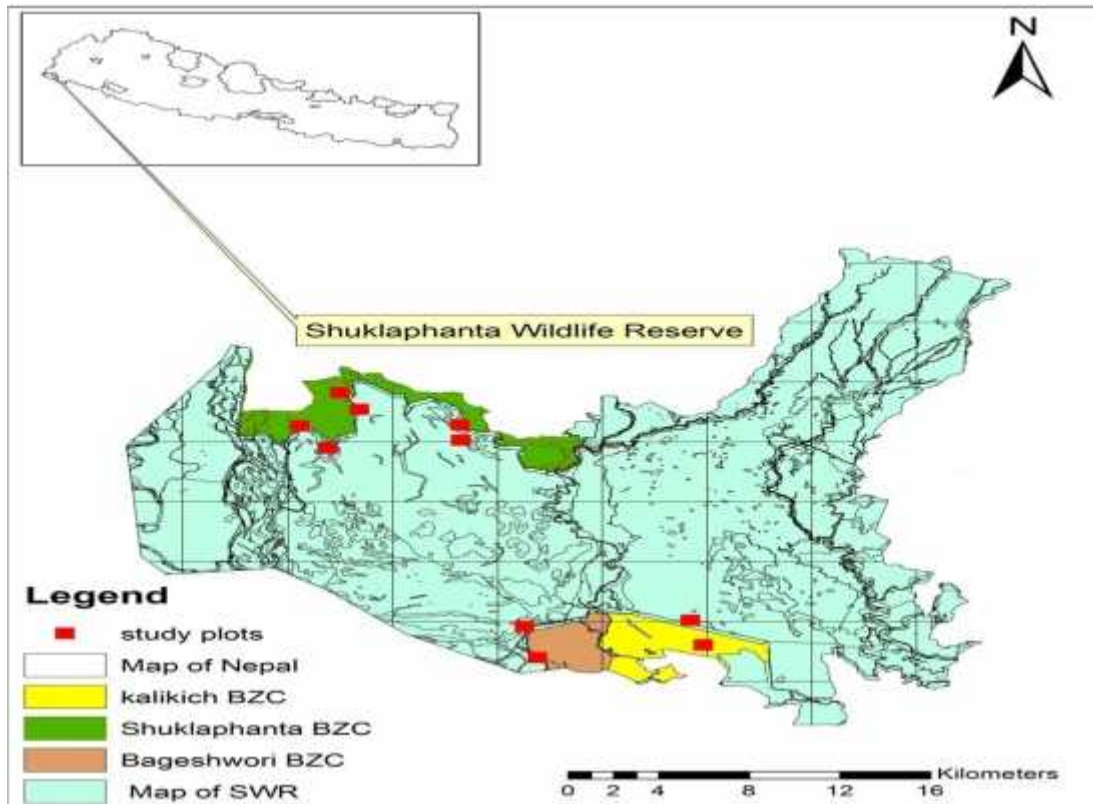 N
Shuklaphanta Wildlife Reserve
Legend
study plots
Map of Nepal
kalikich BZC
Shuklaphanta BZC
Bageshwori BZC
Map of SWR
Kilometers
0 2 4 8 12 16